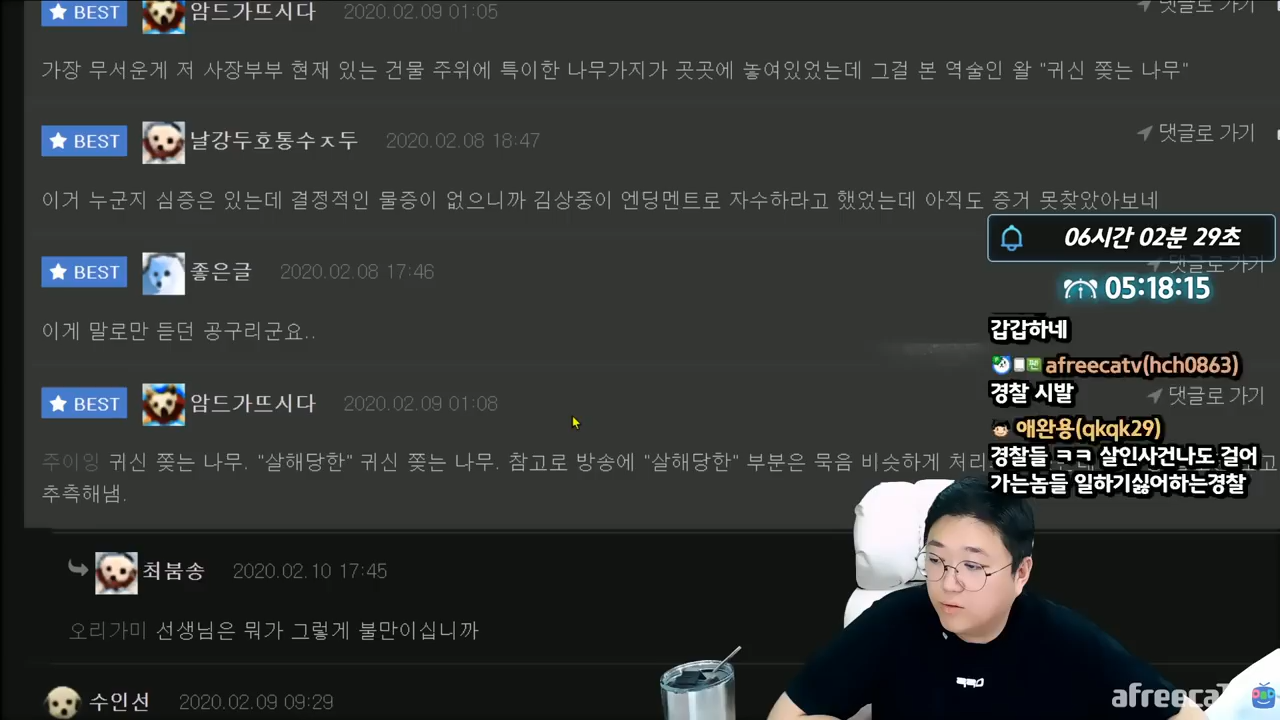 BEST 암드가뜨시다 2020.02.09 01:05 댓글로 가기
가장 무서운게 저 사장부부 현재 있는 건물 주위에 특이한 나무가지가 곳곳에 놓여있었는데 그걸 본 역술인 왈 "귀신 쫒는 나무"
BEST 날강두호통수ㅈ두 2020.02.08 18:47 댓글로 가기
이거 누군지 심증은 있는데 결정적인 물증이 없으니까 김상중이 엔딩멘트로 자수하라고 했었는데 아직도 증거 못찾았아보네
06시간 02분 29초
BEST 좋은글 2020.02.08 17:46 댓글로 가기
05:18:15
이게 말로만 듣던 공구리군요..
갑갑하네
afreecatv(hch0863)
경찰 시발
BEST 암드가뜨시다 2020.02.09 01:08 댓글로 가기
애완용(qkqk29)
경찰들 ㅋㅋ 살인사건나도 걸어
가는놈들 일하기싫어하는경찰
주이잉 귀신 쫒는 나무. "살해당한" 귀신 쫒는 나무. 참고로 방송에 "살해당한" 부분은 묵음 비슷하게 처리
추측해냄.
최붐송 2020.02.10 17:45
오리가미 선생님은 뭐가 그렇게 불만이십니까
수인선 2020.02.09 09:29
afreeca